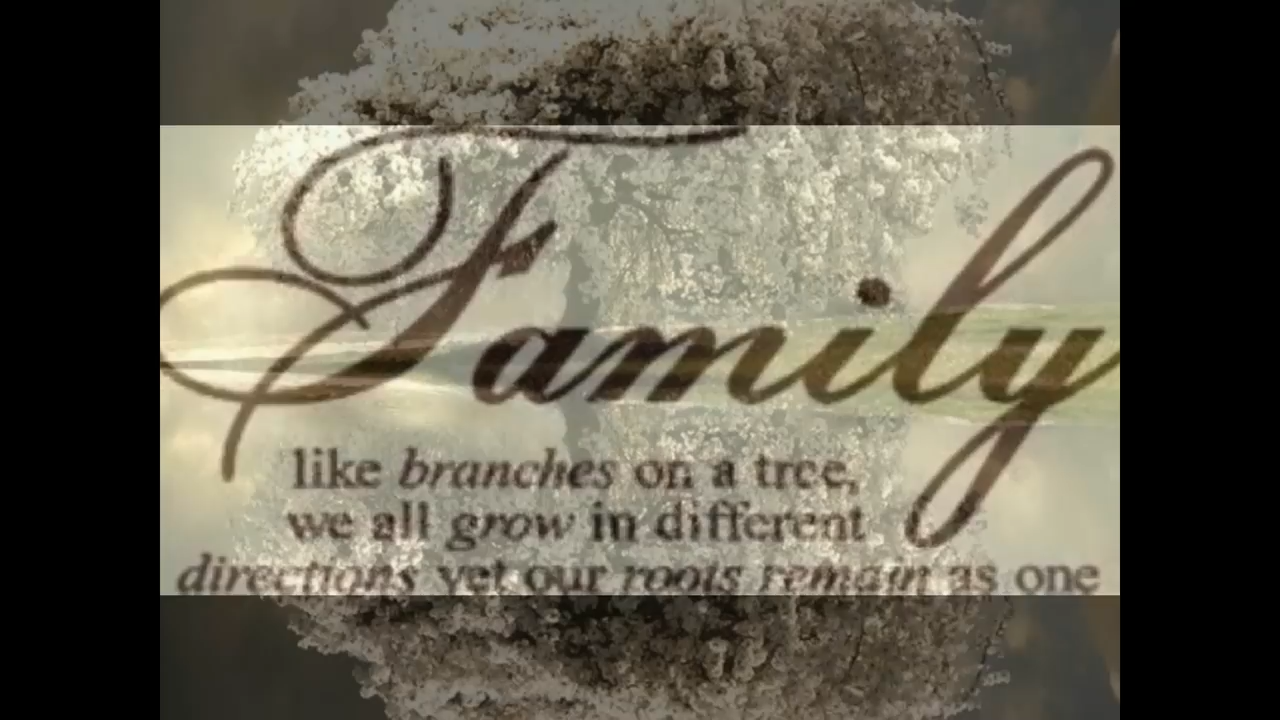 Family
like branches on a tree,
we all grow in different
directions yet our roots remain as one